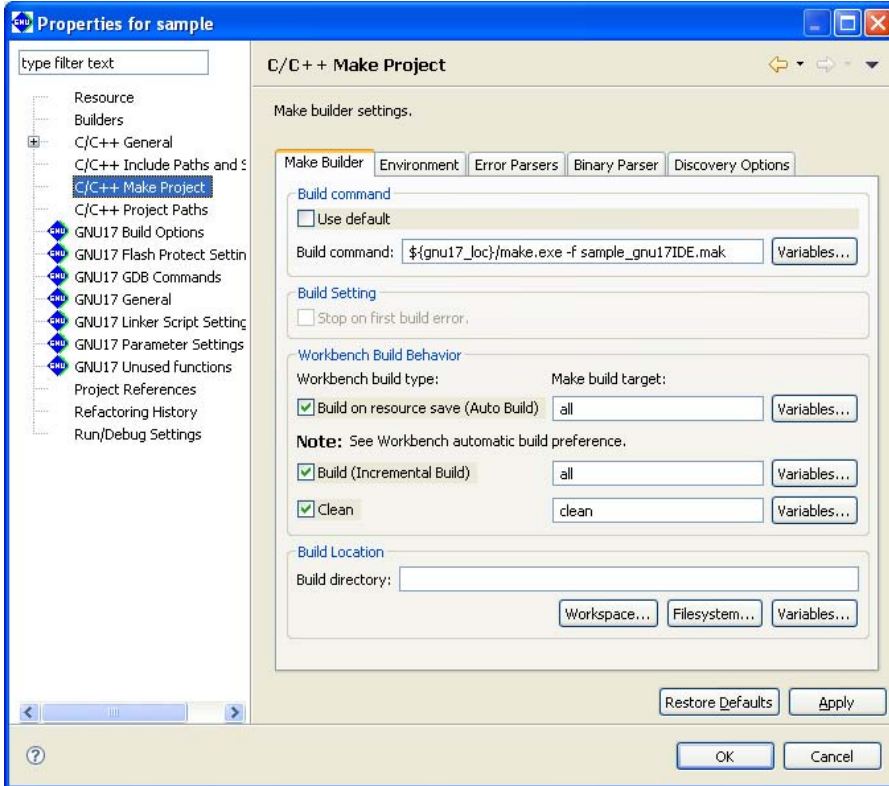 Properties for sample
type filter text
Resource
Builders
C/C++ General
C/C++ Include Paths and S
C/C++ Make Project
C/C++ Project Paths
GNU17 Build Options
GNU17 Flash Protect Settin
GNU17 GDB Commands
GNU17 General
GNU17 Linker Script Setting
GNU17 Parameter Settings
GNU17 Unused functions
Project References
Refactoring History
Run/Debug Settings
C/C++ Make Project
Make builder settings.
Make Builder Environment Error Parsers Binary Parser Discovery Options
Build command
Use default
Build command: ${gnu17_loc}/make.exe -f sample_gnu17IDE.mak Variables...
Build Setting
Stop on first build error.
Workbench Build Behavior
Workbench build type: Make build target:
Build on resource save (Auto Build) all Variables...
Note: See Workbench automatic build preference.
Build (Incremental Build) all Variables...
Clean clean Variables...
Build Location
Build directory:
Workspace... Filesystem... Variables...
Restore Defaults Apply
OK Cancel